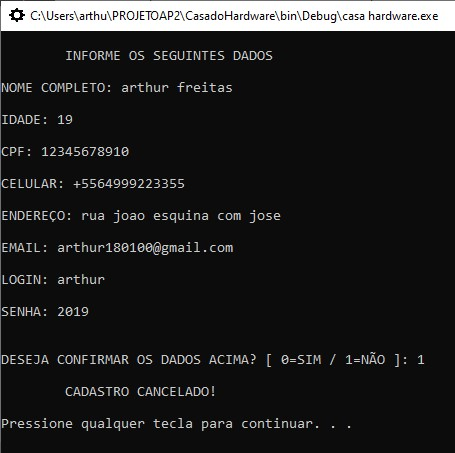 C:\Users\arthu\PROJETOAP2\CasadoHardware\bin\Debug\casa hardware.exe
INFORME OS SEGUINTES DADOS
NOME COMPLETO: arthur freitas
IDADE: 19
CPF: 12345678910
CELULAR: +5564999223355
ENDEREÇO: rua joao esquina com jose
EMAIL: arthur180100@gmail.com
LOGIN: arthur
SENHA: 2019
DESEJA CONFIRMAR OS DADOS ACIMA? [ 0=SIM / 1=NÃO ]: 1
CADASTRO CANCELADO!
Pressione qualquer tecla para continuar. . .